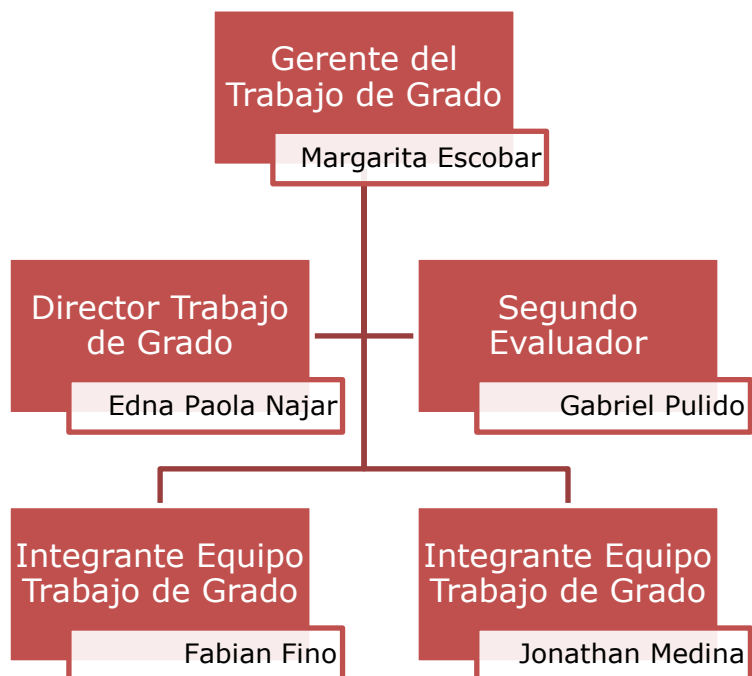 Gerente del
Trabajo de Grado
Margarita Escobar
Director Trabajo
de Grado
Edna Paola Najar
Segundo
Evaluador
Gabriel Pulido
Integrante Equipo
Trabajo de Grado
Fabian Fino
Integrante Equipo
Trabajo de Grado
Jonathan Medina